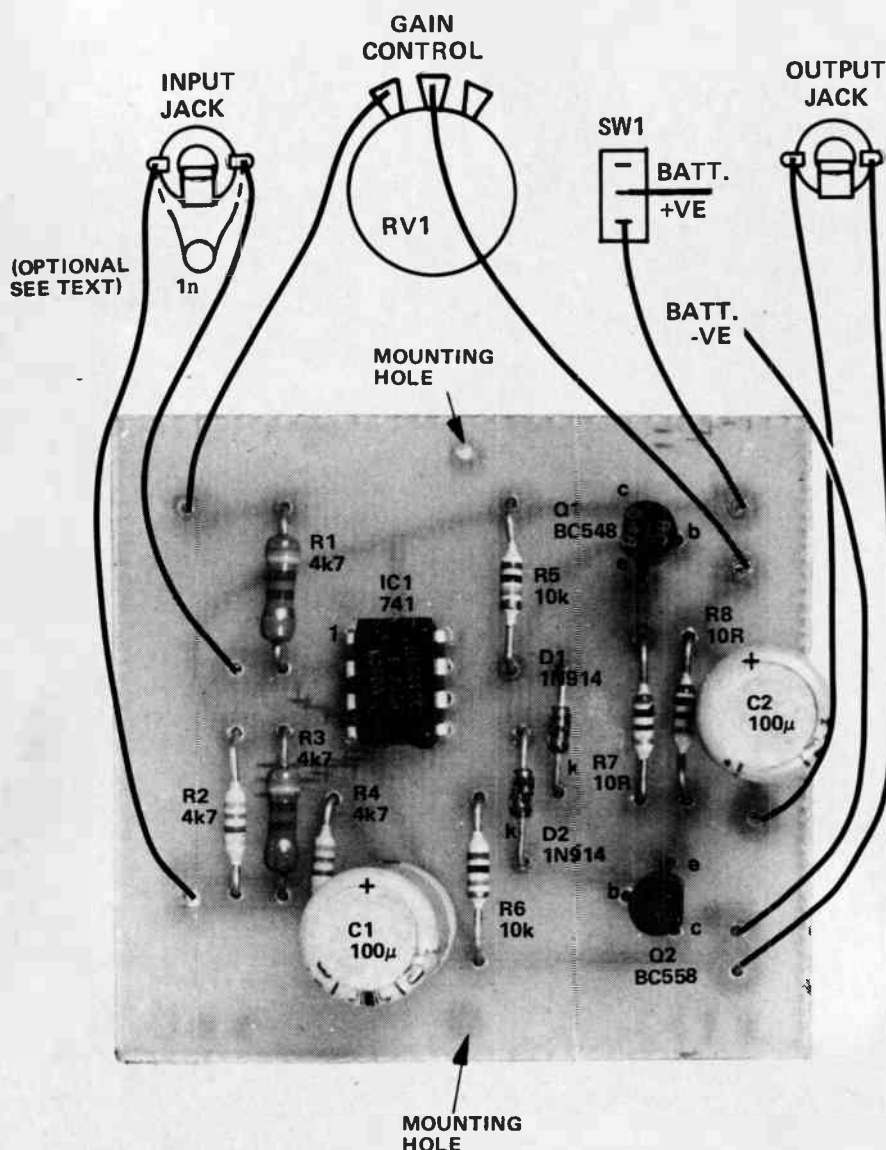 GAIN
CONTROL
INPUT
JACK
OUTPUT
JACK
SW1
BATT.
+VE
RV1
(OPTIONAL
SEE TEXT)
1n
BATT.
-VE
MOUNTING
HOLE
c
Q1
BC548
b
e
R1
4k7
IC1
741
1
R5
10k
R8
10R
D1
1N914
+
C2
100µ
R3
4k7
R7
10R
k
R2
4k7
R4
4k7
k
D2
1N914
+
C1
100µ
R6
10k
e
b
c
Q2
BC558
MOUNTING
HOLE